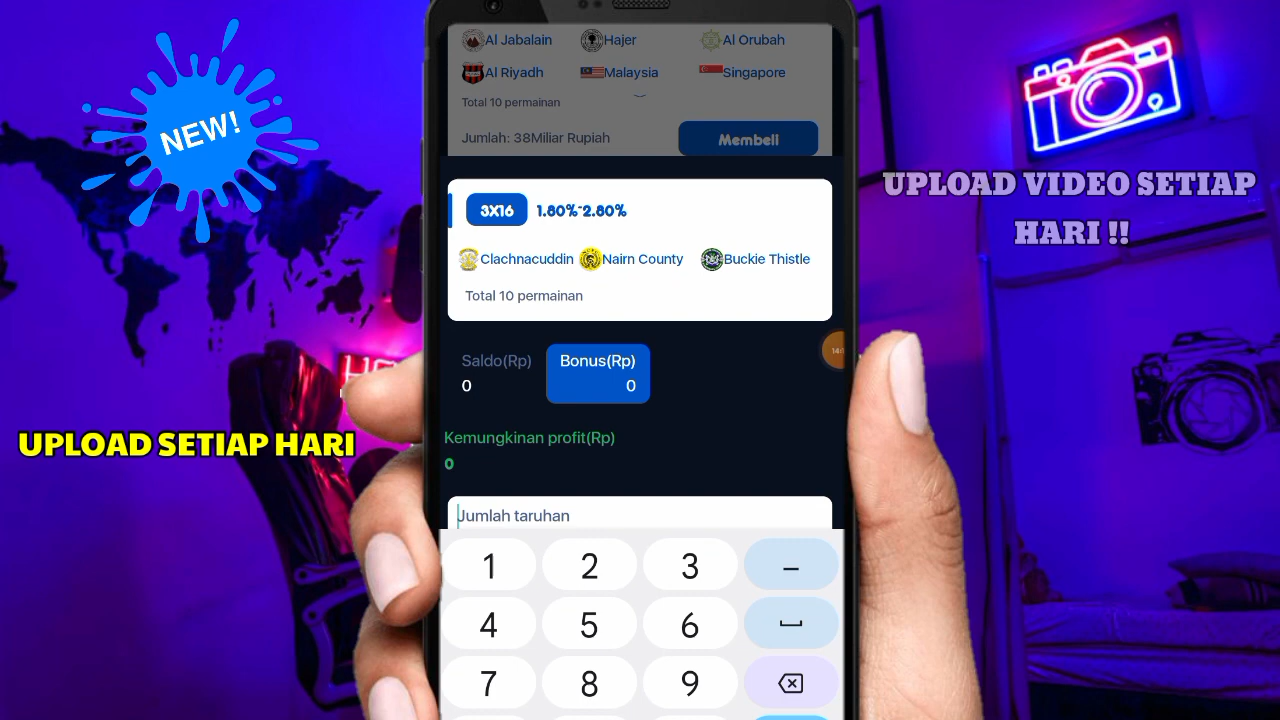 NEW!
UPLOAD SETIAP HARI
UPLOAD VIDEO SETIAP
HARI !!
Al Jabalain Hajer Al Orubah
Al Riyadh Malaysia Singapore
Total 10 permainan
Jumlah: 38Miliar Rupiah Membeli
3X16 1.80%~2.60%
Clachnacuddin Nairn County Buckie Thistle
Total 10 permainan
Saldo(Rp) Bonus(Rp)
0 0
Kemungkinan profit(Rp)
0
Jumlah taruhan
1 2 3 –
4 5 6
7 8 9